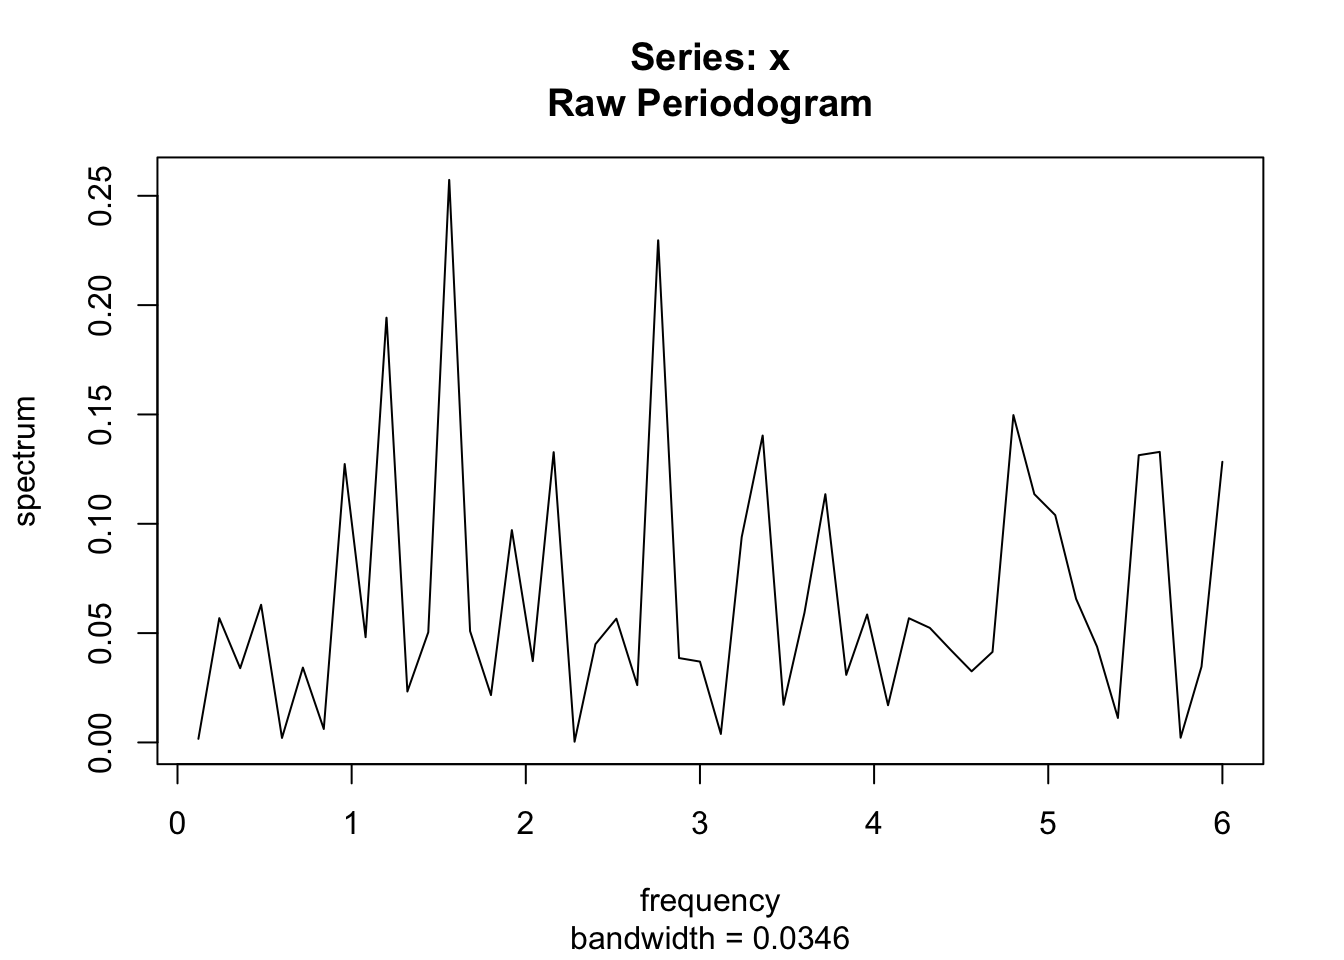 Series: x
Raw Periodogram
spectrum
0.25
0.20
0.15
0.10
0.05
0.00
0 1 2 3 4 5 6
frequency
bandwidth = 0.0346